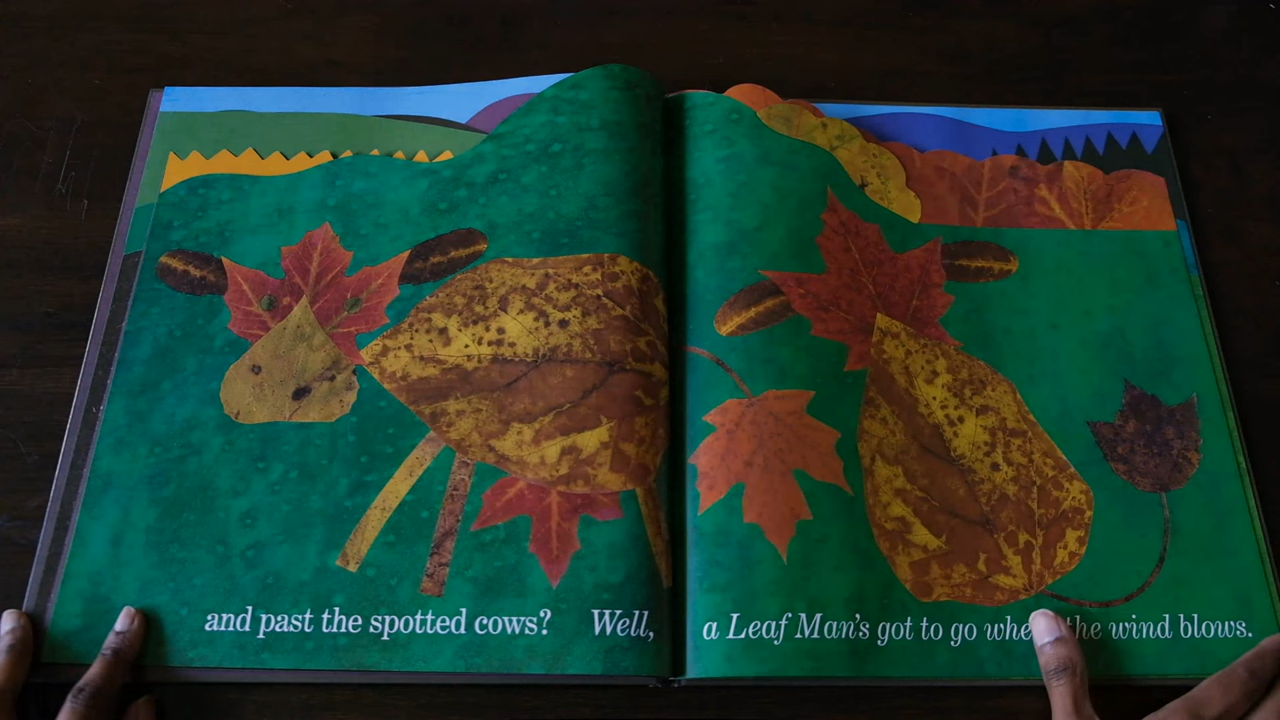 and past the spotted cows? Well,
a Leaf Man's got to go where the wind blows.